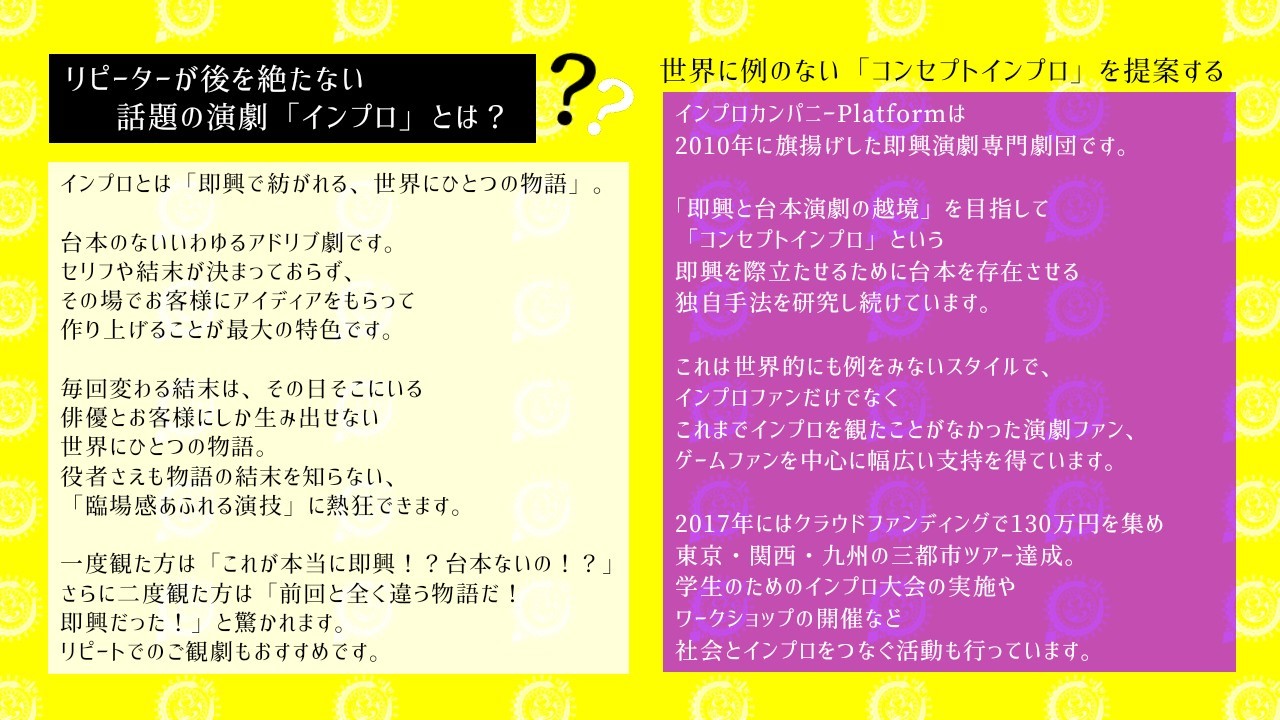 リピーターが後を絶たない
話題の演劇「インプロ」とは？
??
インプロとは「即興で紡がれる、世界にひとつの物語」。
台本のないいわゆるアドリブ劇です。
セリフや結末が決まっておらず、
その場でお客様にアイディアをもらって
作り上げることが最大の特色です。
毎回変わる結末は、その日そこにいる
俳優とお客様にしか生み出せない
世界にひとつの物語。
役者さえも物語の結末を知らない、
「臨場感あふれる演技」に熱狂できます。
一度観た方は「これが本当に即興！？台本ないの！？」
さらに二度観た方は「前回と全く違う物語だ！
即興だった！」と驚かれます。
リピートでのご観劇もおすすめです。
世界に例のない「コンセプトインプロ」を提案する
インプロカンパニーPlatformは
2010年に旗揚げした即興演劇専門劇団です。
「即興と台本演劇の越境」を目指して
「コンセプトインプロ」という
即興を際立たせるために台本を存在させる
独自手法を研究し続けています。
これは世界的にも例をみないスタイルで、
インプロファンだけでなく
これまでインプロを観たことがなかった演劇ファン、
ゲームファンを中心に幅広い支持を得ています。
2017年にはクラウドファンディングで130万円を集め
東京・関西・九州の三都市ツアー達成。
学生のためのインプロ大会の実施や
ワークショップの開催など
社会とインプロをつなぐ活動も行っています。